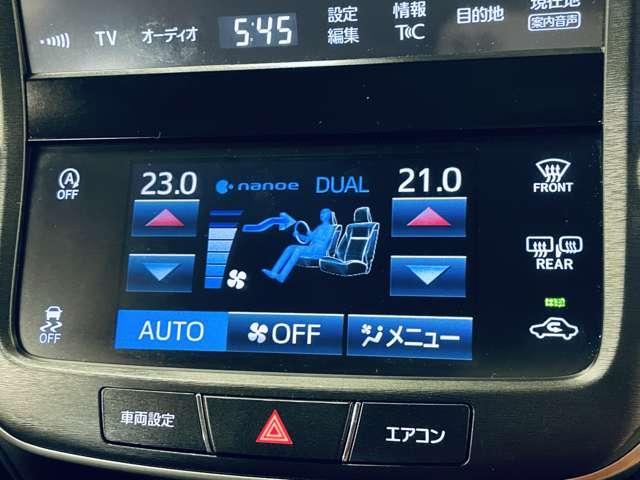 TV オーディオ 5:45 設定編集 情報 TC 目的地 現在地 案内音声
A OFF
23.0 nanoe DUAL 21.0
FRONT
REAR
OFF
AUTO OFF メニュー
車両設定 エアコン